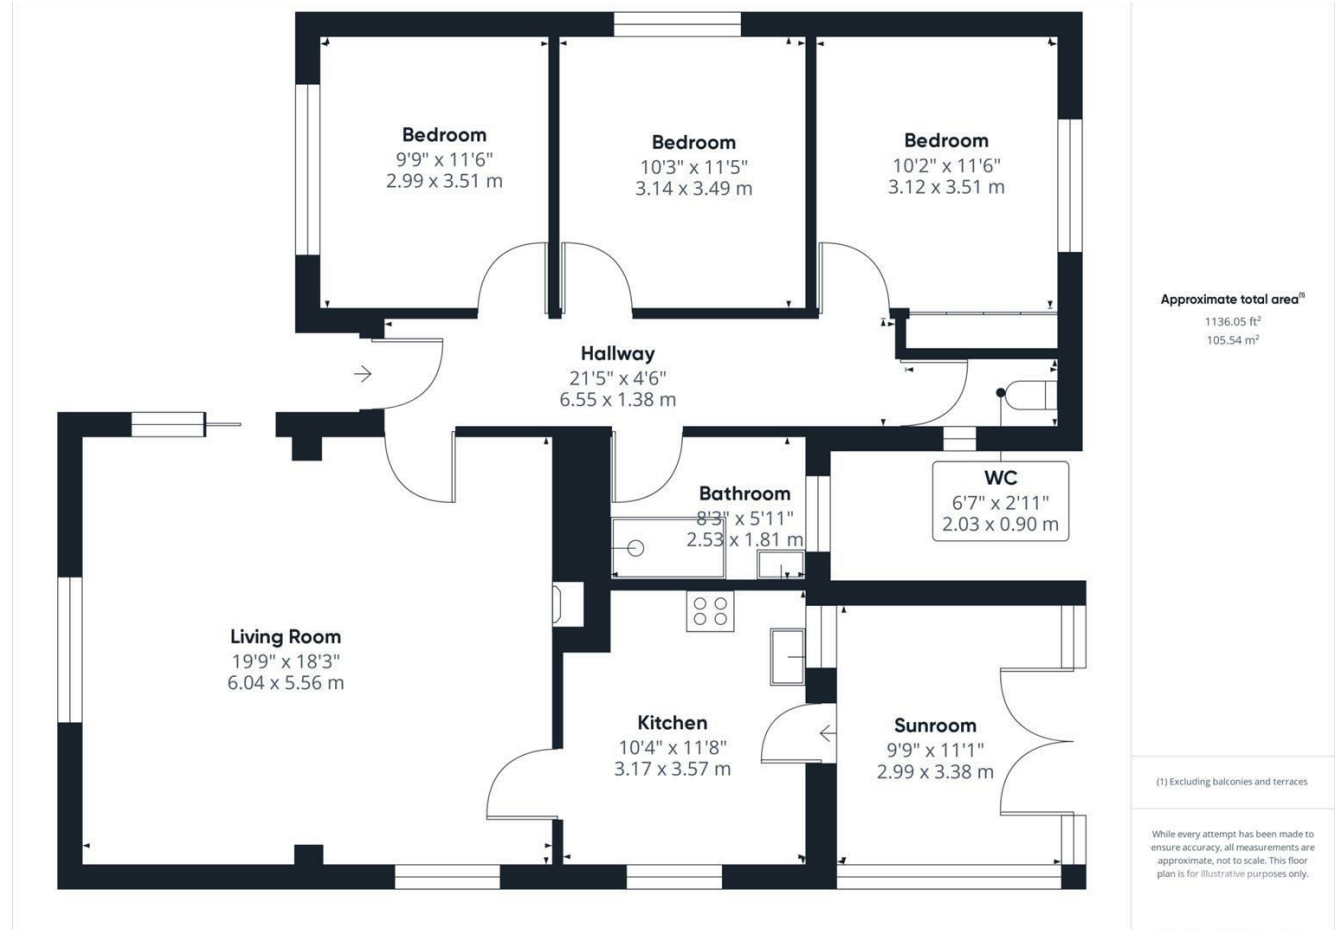 Bedroom
9'9" x 11'6"
2.99 x 3.51 m
Bedroom
10'3" x 11'5"
3.14 x 3.49 m
Bedroom
10'2" x 11'6"
3.12 x 3.51 m
Hallway
21'5" x 4'6"
6.55 x 1.38 m
WC
6'7" x 2'11"
2.03 x 0.90 m
Bathroom
8'3" x 5'11"
2.53 x 1.81 m
Living Room
19'9" x 18'3"
6.04 x 5.56 m
Kitchen
10'4" x 11'8"
3.17 x 3.57 m
Sunroom
9'9" x 11'1"
2.99 x 3.38 m
Approximate total area⁽¹⁾
1136.05 ft²
105.54 m²
(1) Excluding balconies and terraces
While every attempt has been made to
ensure accuracy, all measurements are
approximate, not to scale. This floor
plan is for illustrative purposes only.